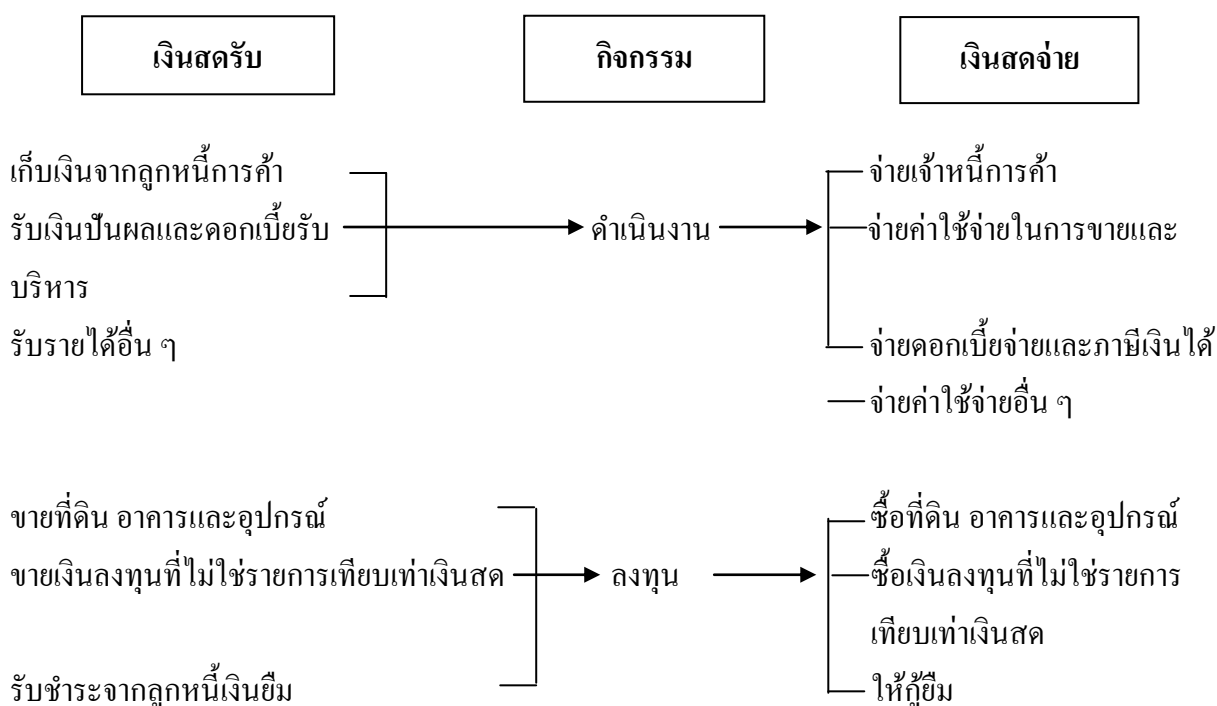 เงินสดรับ กิจกรรม เงินสดจ่าย
เก็บเงินจากลูกหนี้การค้า จ่ายเจ้าหนี้การค้า
รับเงินปันผลและดอกเบี้ยรับ ดำเนินงาน จ่ายค่าใช้จ่ายในการขายและ
บริหาร
รับรายได้อื่น ๆ จ่ายดอกเบี้ยจ่ายและภาษีเงินได้
จ่ายค่าใช้จ่ายอื่น ๆ
ขายที่ดิน อาคารและอุปกรณ์ ซื้อที่ดิน อาคารและอุปกรณ์
ขายเงินลงทุนที่ไม่ใช่รายการเทียบเท่าเงินสด ลงทุน ซื้อเงินลงทุนที่ไม่ใช่รายการ
เทียบเท่าเงินสด
รับชำระจากลูกหนี้เงินยืม ให้กู้ยืม